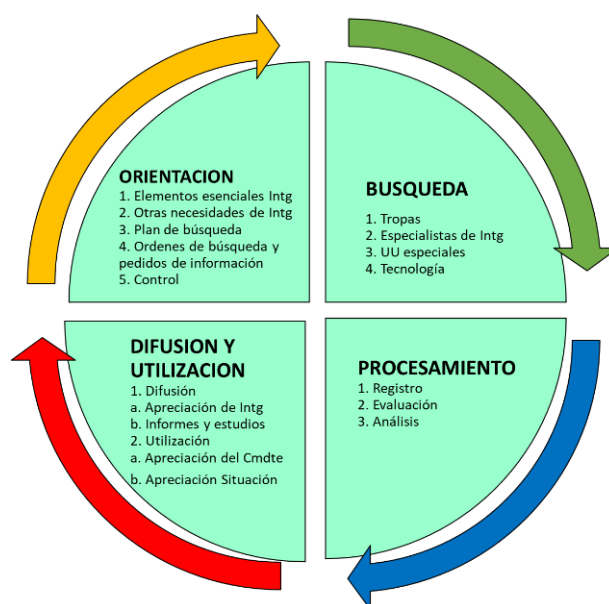 ORIENTACION
1. Elementos esenciales Intg
2. Otras necesidades de Intg
3. Plan de búsqueda
4. Ordenes de búsqueda y
pedidos de información
5. Control
BUSQUEDA
1. Tropas
2. Especialistas de Intg
3. UU especiales
4. Tecnología
DIFUSION Y
UTILIZACION
1. Difusión
a. Apreciación de Intg
b. Informes y estudios
2. Utilización
a. Apreciación del Cmdte
b. Apreciación Situación
PROCESAMIENTO
1. Registro
2. Evaluación
3. Análisis